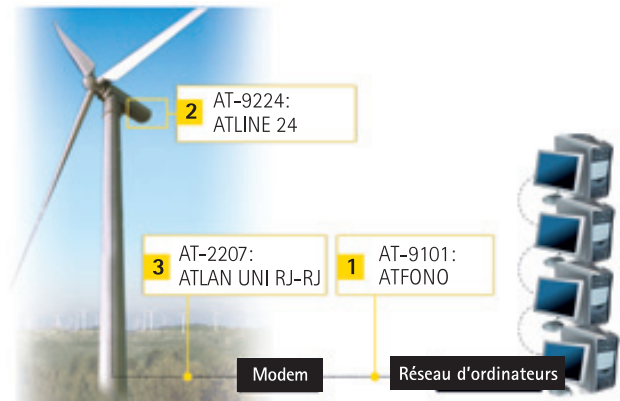 2 AT-9224:
ATLINE 24
3 AT-2207:
ATLAN UNI RJ-RJ
1 AT-9101:
ATFONO
Modem
Réseau d'ordinateurs